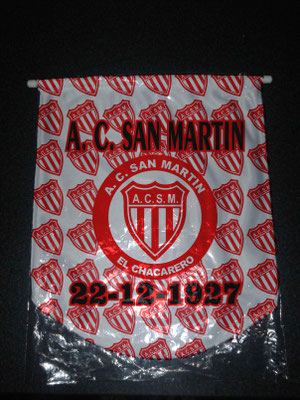 A. C. SAN MARTIN
A. C. SAN MARTIN
A.C.S.M.
EL CHACARERO
22-12-1927